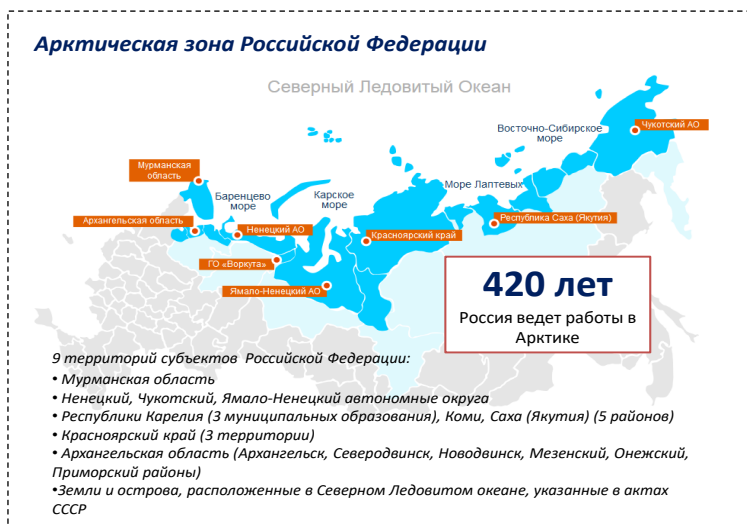 Арктическая зона Российской Федерации
Северный Ледовитый Океан
Чукотский АО
Восточно-Сибирское
море
Мурманская
область
Баренцево
море
Карское
море
Море Лаптевых
Архангельская область
Ненецкий АО
Республика Саха (Якутия)
Красноярский край
ГО «Воркута»
Ямало-Ненецкий АО
420 лет
Россия ведет работы в
Арктике
9 территорий субъектов Российской Федерации:
• Мурманская область
• Ненецкий, Чукотский, Ямало-Ненецкий автономные округа
• Республики Карелия (3 муниципальных образования), Коми, Саха (Якутия) (5 районов)
• Красноярский край (3 территории)
• Архангельская область (Архангельск, Северодвинск, Новодвинск, Мезенский, Онежский,
Приморский районы)
•Земли и острова, расположенные в Северном Ледовитом океане, указанные в актах
СССР